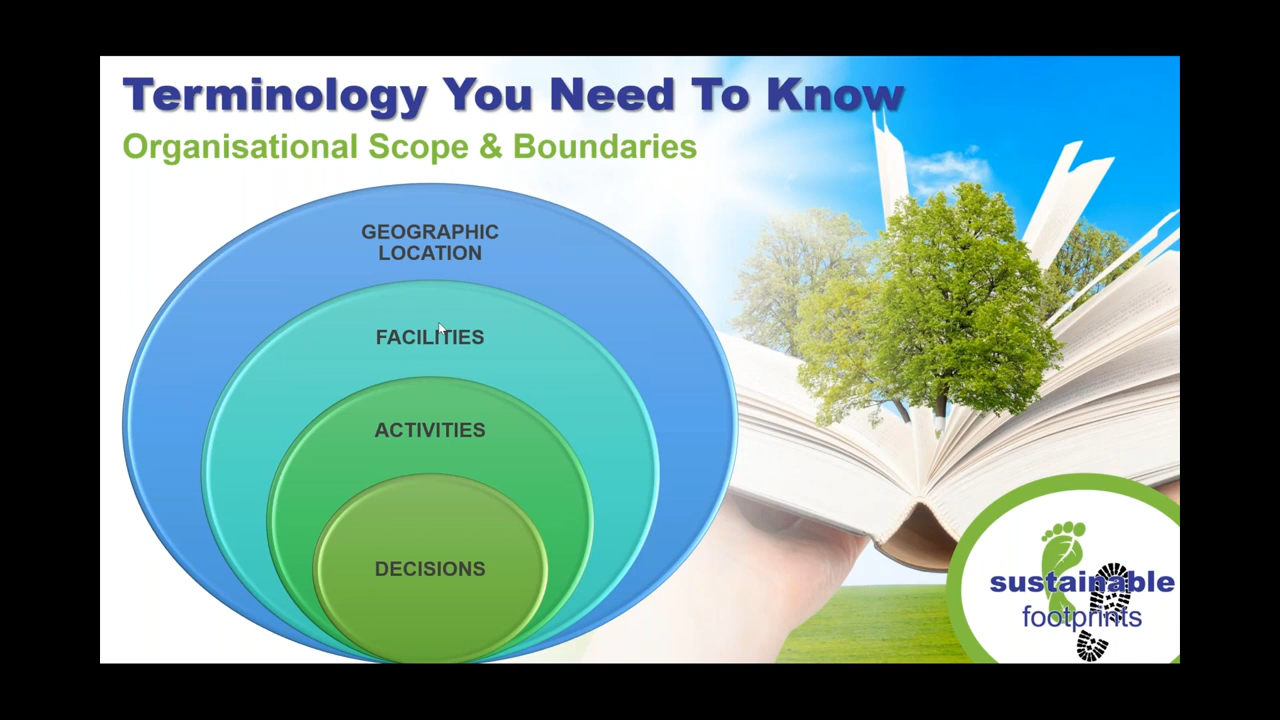 Terminology You Need To Know
Organisational Scope & Boundaries
GEOGRAPHIC
LOCATION
FACILITIES
ACTIVITIES
DECISIONS
sustainable
footprints